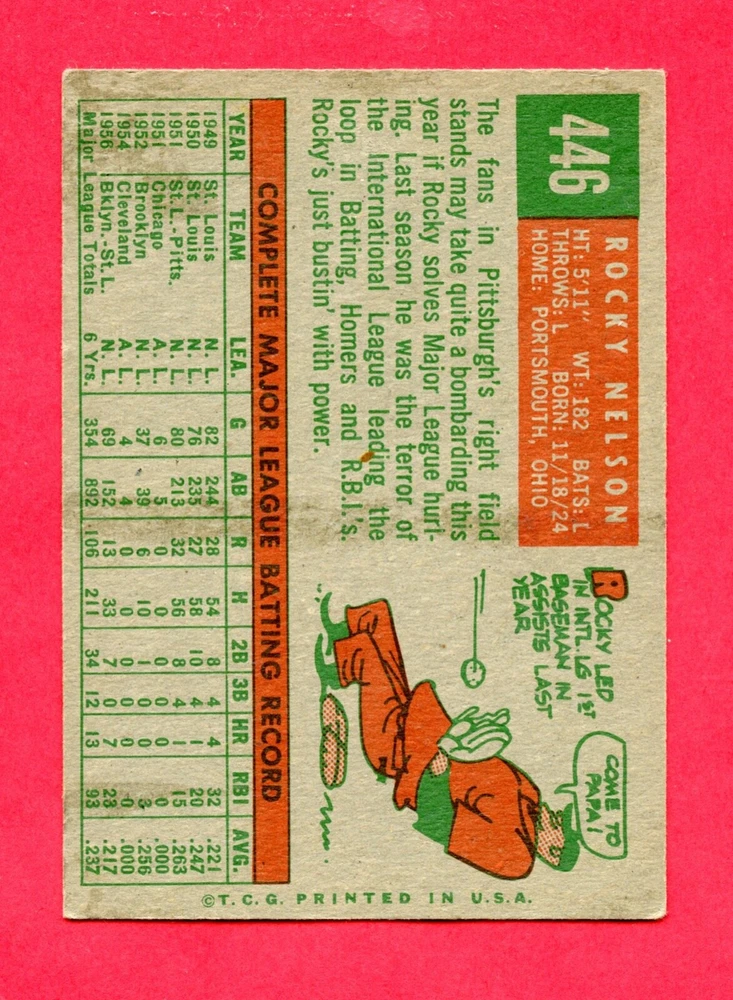 446
ROCKY NELSON
HT: 5'11" WT: 182 BATS: L
THROWS: L BORN: 11/18/24
HOME: PORTSMOUTH, OHIO
The fans in Pittsburgh's right field
stands may take quite a bombarding this
year if Rocky solves Major League hurl-
ing. Last season he was the terror of
the International League leading the
loop in Batting, Homers and R.B.I.'s.
Rocky's just bustin' with power.
ROCKY LED
IN INTL. LG 1ST
BASEMAN IN
ASSISTS LAST
YEAR
COME TO
PAPA!
COMPLETE MAJOR LEAGUE BATTING RECORD
YEAR TEAM LEA. G AB R H 2B 3B HR RBI AVG.
1949 St. Louis N. L. 82 244 28 54 8 4 4 32 .221
1950 St. Louis N. L. 76 235 27 58 10 4 1 20 .247
1951 St. L.-Pitts. N. L. 80 213 32 56 8 4 1 15 .263
1951 Chicago A. L. 6 5 0 0 0 0 0 0 .000
1952 Brooklyn N. L. 37 39 6 10 1 0 0 3 .256
1954 Cleveland A. L. 4 4 0 0 0 0 0 0 .000
1956 Bklyn.-St. L. N. L. 69 152 13 33 7 0 7 23 .217
Major League Totals 6 Yrs. 354 892 106 211 34 12 13 93 .237
©T.C.G. PRINTED IN U.S.A.